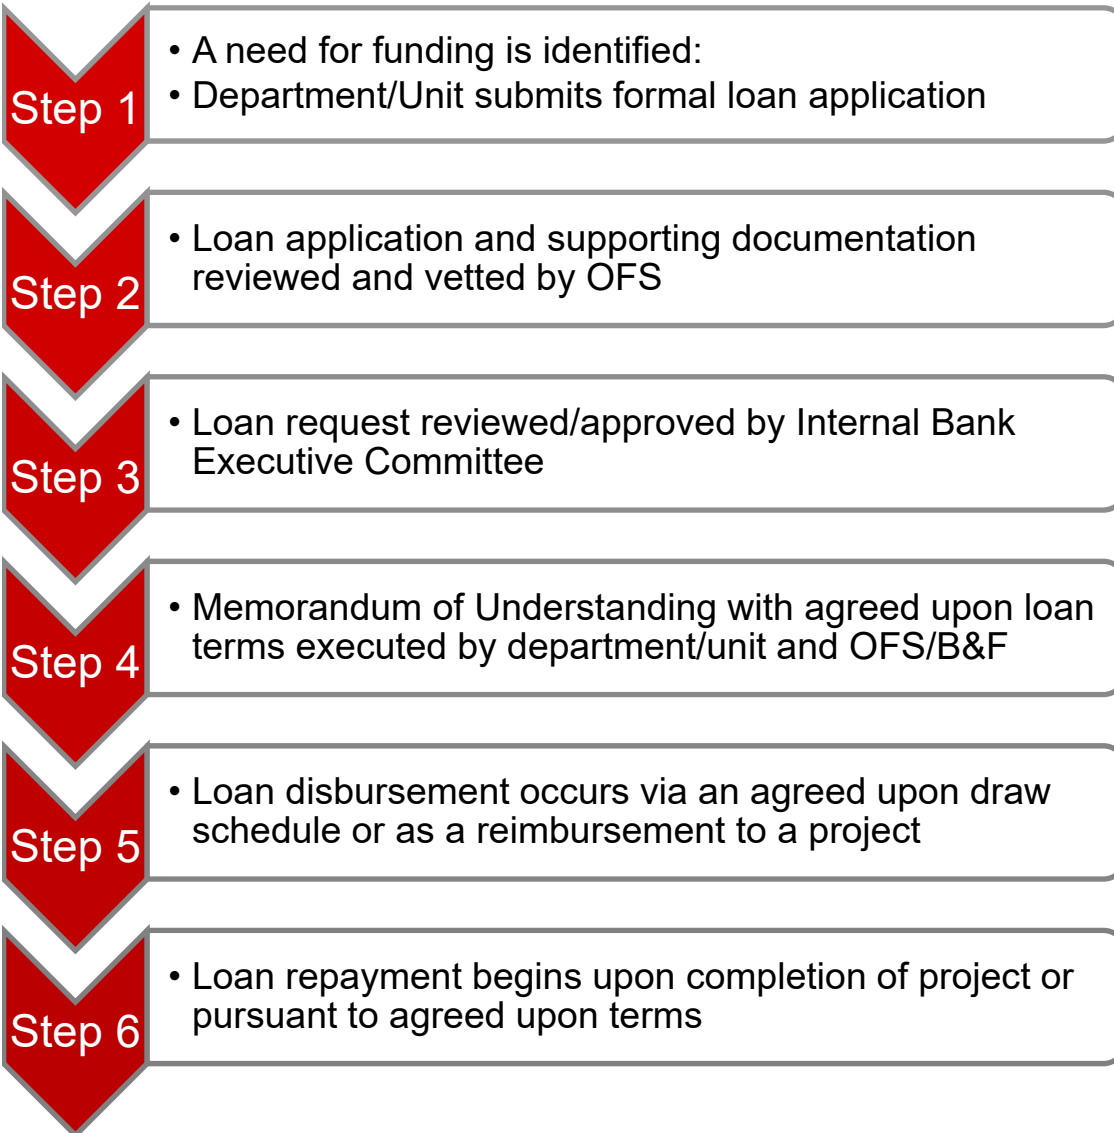 Step 1
• A need for funding is identified:
• Department/Unit submits formal loan application
Step 2
• Loan application and supporting documentation
reviewed and vetted by OFS
Step 3
• Loan request reviewed/approved by Internal Bank
Executive Committee
Step 4
• Memorandum of Understanding with agreed upon loan
terms executed by department/unit and OFS/B&F
Step 5
• Loan disbursement occurs via an agreed upon draw
schedule or as a reimbursement to a project
Step 6
• Loan repayment begins upon completion of project or
pursuant to agreed upon terms